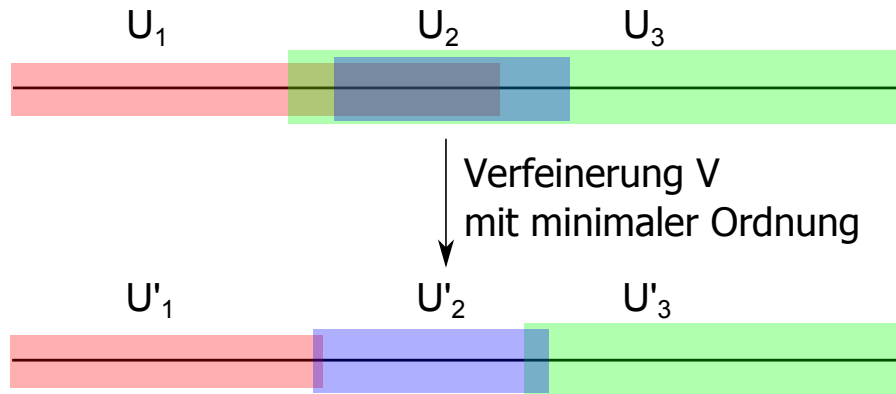 U₁ U₂ U₃
Verfeinerung V
mit minimaler Ordnung
U'₁ U'₂ U'₃